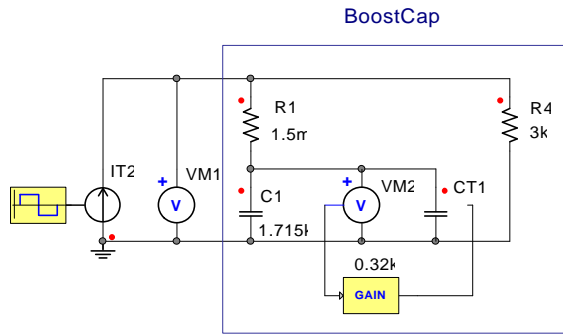 BoostCap
R1
1.5m
R4
3k
IT2
VM1
V
C1
1.715k
VM2
V
CT1
0.32k
GAIN